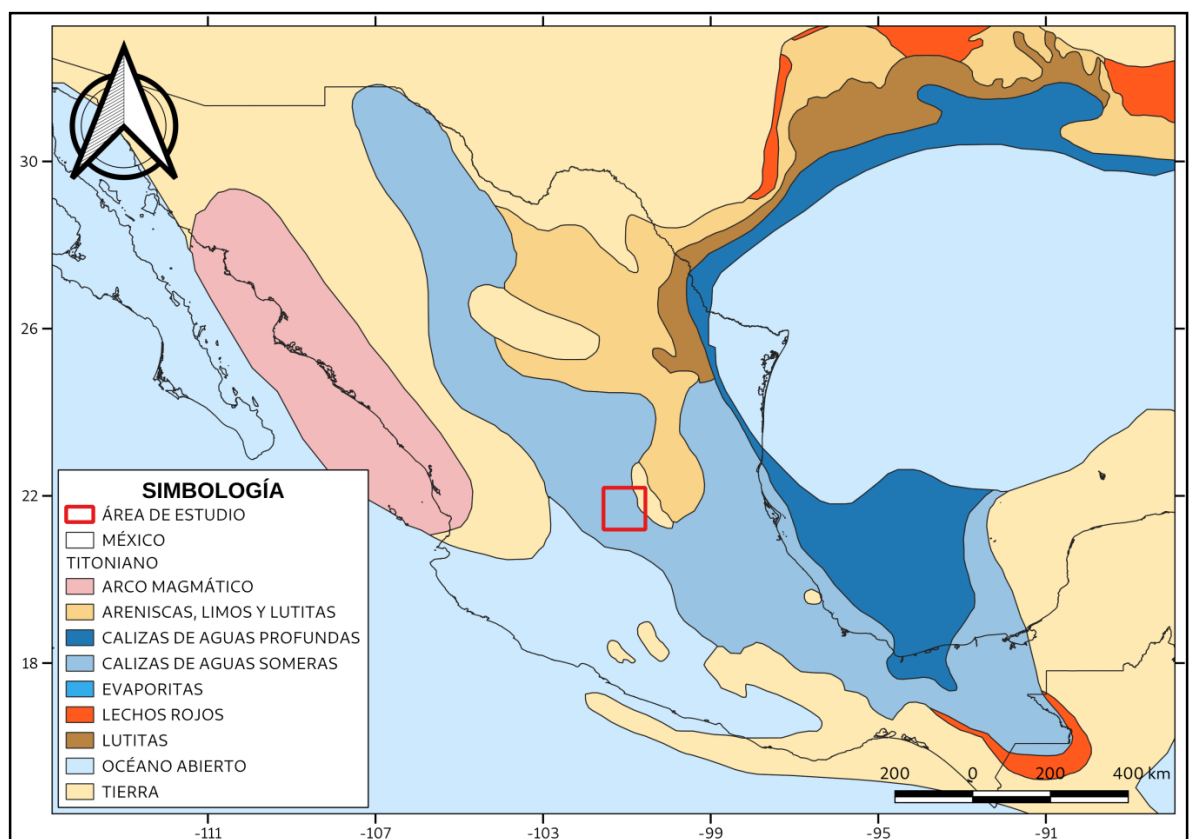 30
26
22
18
SIMBOLOGÍA
ÁREA DE ESTUDIO
MÉXICO
TITONIANO
ARCO MAGMÁTICO
ARENISCAS, LIMOS Y LUTITAS
CALIZAS DE AGUAS PROFUNDAS
CALIZAS DE AGUAS SOMERAS
EVAPORITAS
LECHOS ROJOS
LUTITAS
OCÉANO ABIERTO
TIERRA
200 0 200 400 km
-111 -107 -103 -99 -95 -91